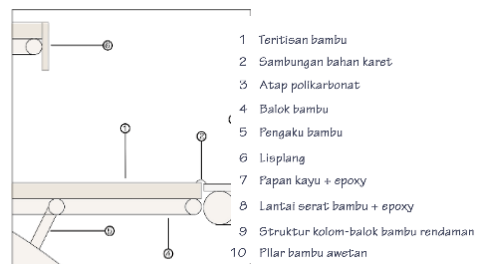 1 Teritisan bambu
2 Sambungan bahan karet
3 Atap polikarbonat
4 Balok bambu
5 Pengaku bambu
6 Lisplang
7 Papan kayu + epoxy
8 Lantai serat bambu + epoxy
9 Struktur kolom-balok bambu rendaman
10 Pilar bambu awetan